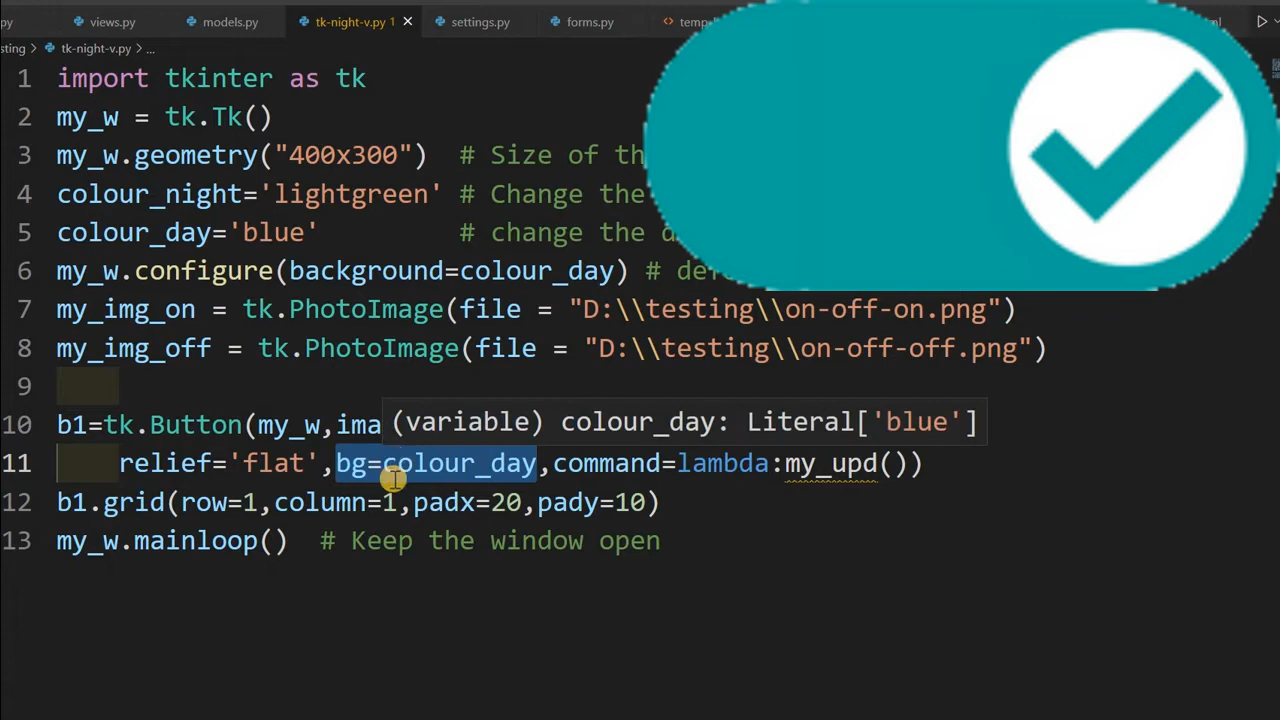 py views.py models.py tk-night-v.py 1 settings.py forms.py
sting > tk-night-v.py > ...
1 import tkinter as tk
2 my_w = tk.Tk()
3 my_w.geometry("400x300")  # Size of th
4 colour_night='lightgreen' # Change the
5 colour_day='blue'         # change the
6 my_w.configure(background=colour_day) #
7 my_img_on = tk.PhotoImage(file = "D:\\testing\\on-off-on.png")
8 my_img_off = tk.PhotoImage(file = "D:\\testing\\on-off-off.png")
9
10 b1=tk.Button(my_w,ima
(variable) colour_day: Literal['blue']
11     relief='flat',bg=colour_day,command=lambda:my_upd())
12 b1.grid(row=1,column=1,padx=20,pady=10)
13 my_w.mainloop()  # Keep the window open